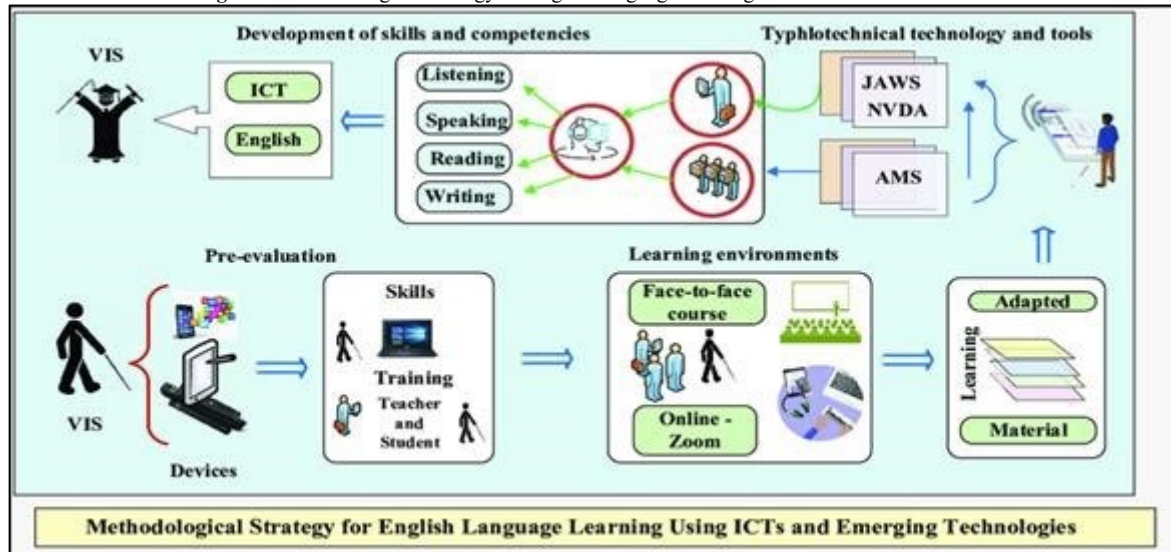 Development of skills and competencies
Typhlotechnical technology and tools
VIS
ICT
English
Listening
Speaking
Reading
Writing
JAWS
NVDA
AMS
Pre-evaluation
Learning environments
VIS
Devices
Skills
Training
Teacher
and
Student
Face-to-face
course
Online -
Zoom
Adapted
Learning
Material
Methodological Strategy for English Language Learning Using ICTs and Emerging Technologies